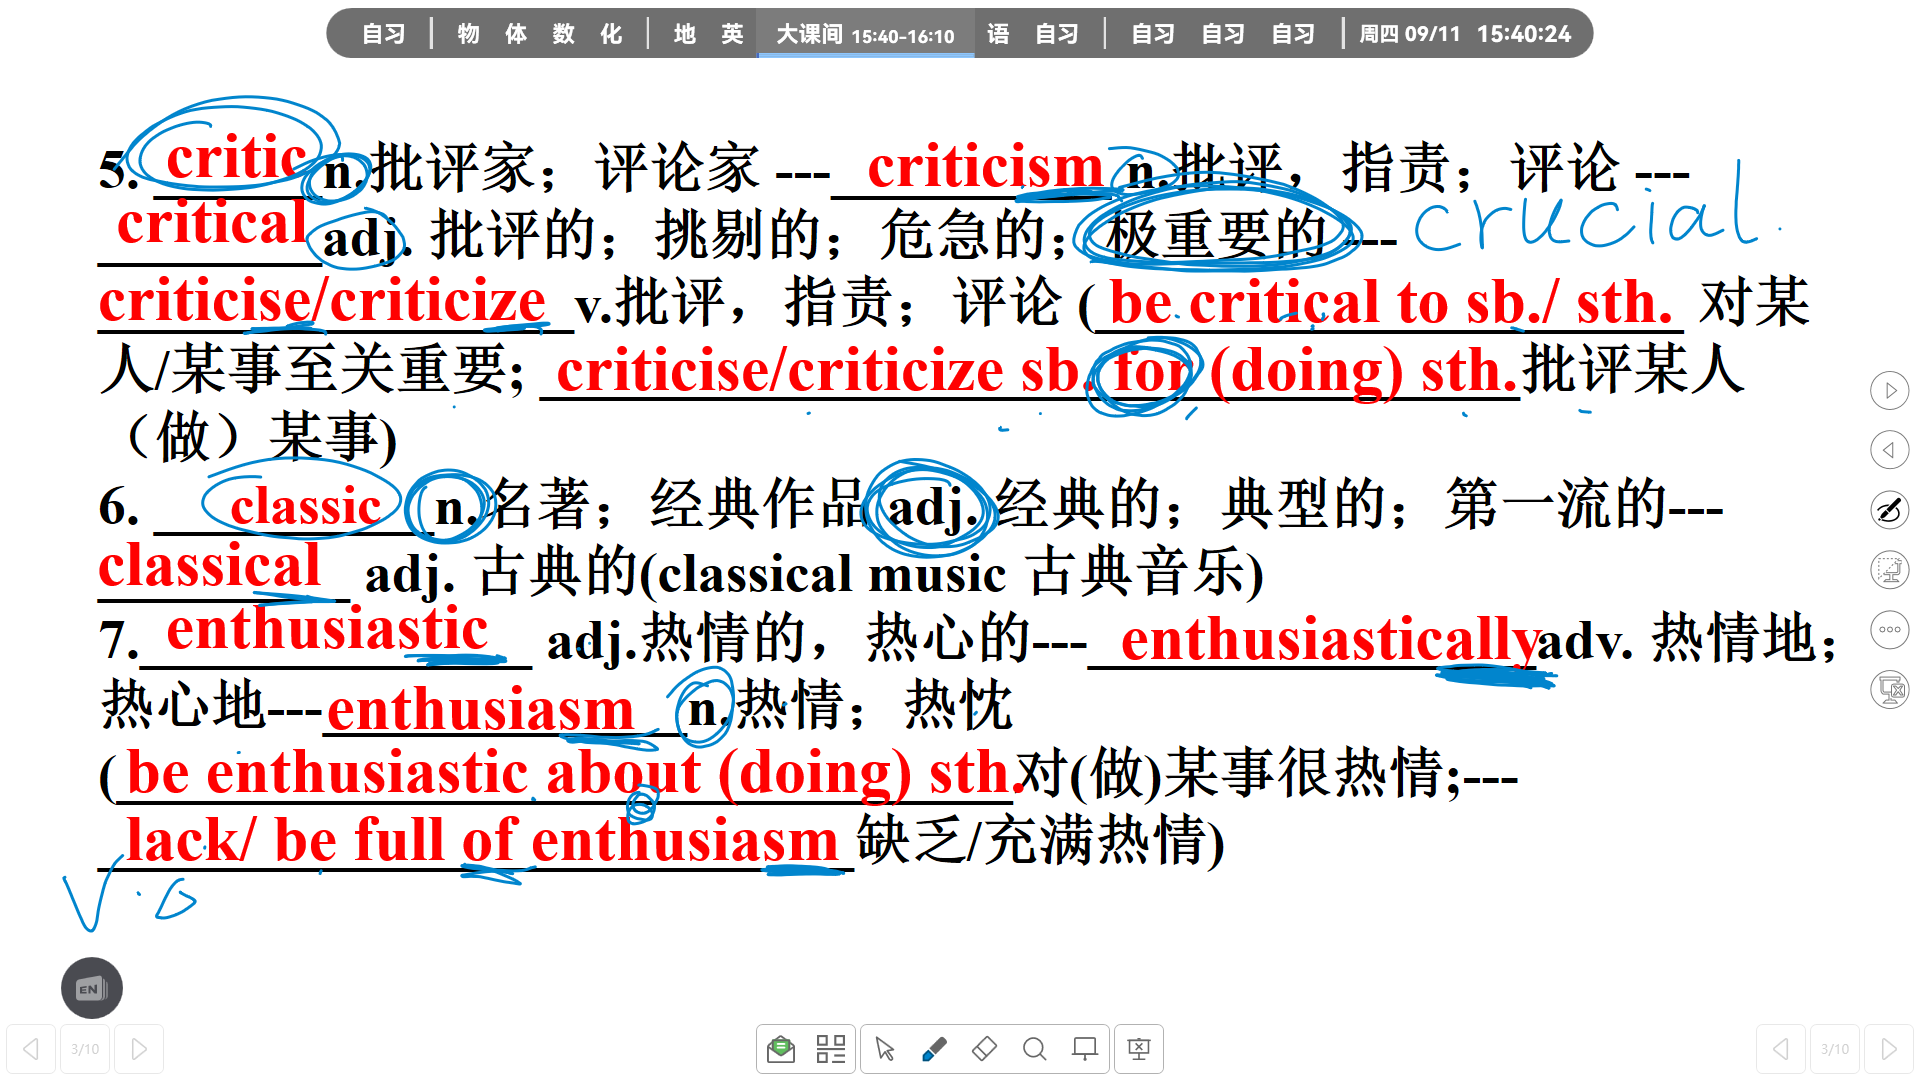 自习 | 物 体 数 化 | 地 英 大课间 15:40-16:10 语 自习 | 自习 自习 自习 | 周四 09/11 15:40:24
5. critic n.批评家；评论家 --- criticism n.批评，指责；评论 ---
critical adj. 批评的；挑剔的；危急的；极重要的 --- crucial
criticise/criticize v.批评，指责；评论 ( be critical to sb./ sth. 对某
人/某事至关重要; criticise/criticize sb. for (doing) sth.批评某人
（做）某事)
6. classic n.名著；经典作品 adj. 经典的；典型的；第一流的---
classical adj. 古典的(classical music 古典音乐)
7. enthusiastic adj.热情的，热心的--- enthusiastically adv. 热情地；
热心地---enthusiasm n.热情；热忱
( be enthusiastic about (doing) sth.对(做)某事很热情;---
lack/ be full of enthusiasm 缺乏/充满热情)
EN
3/10
3/10